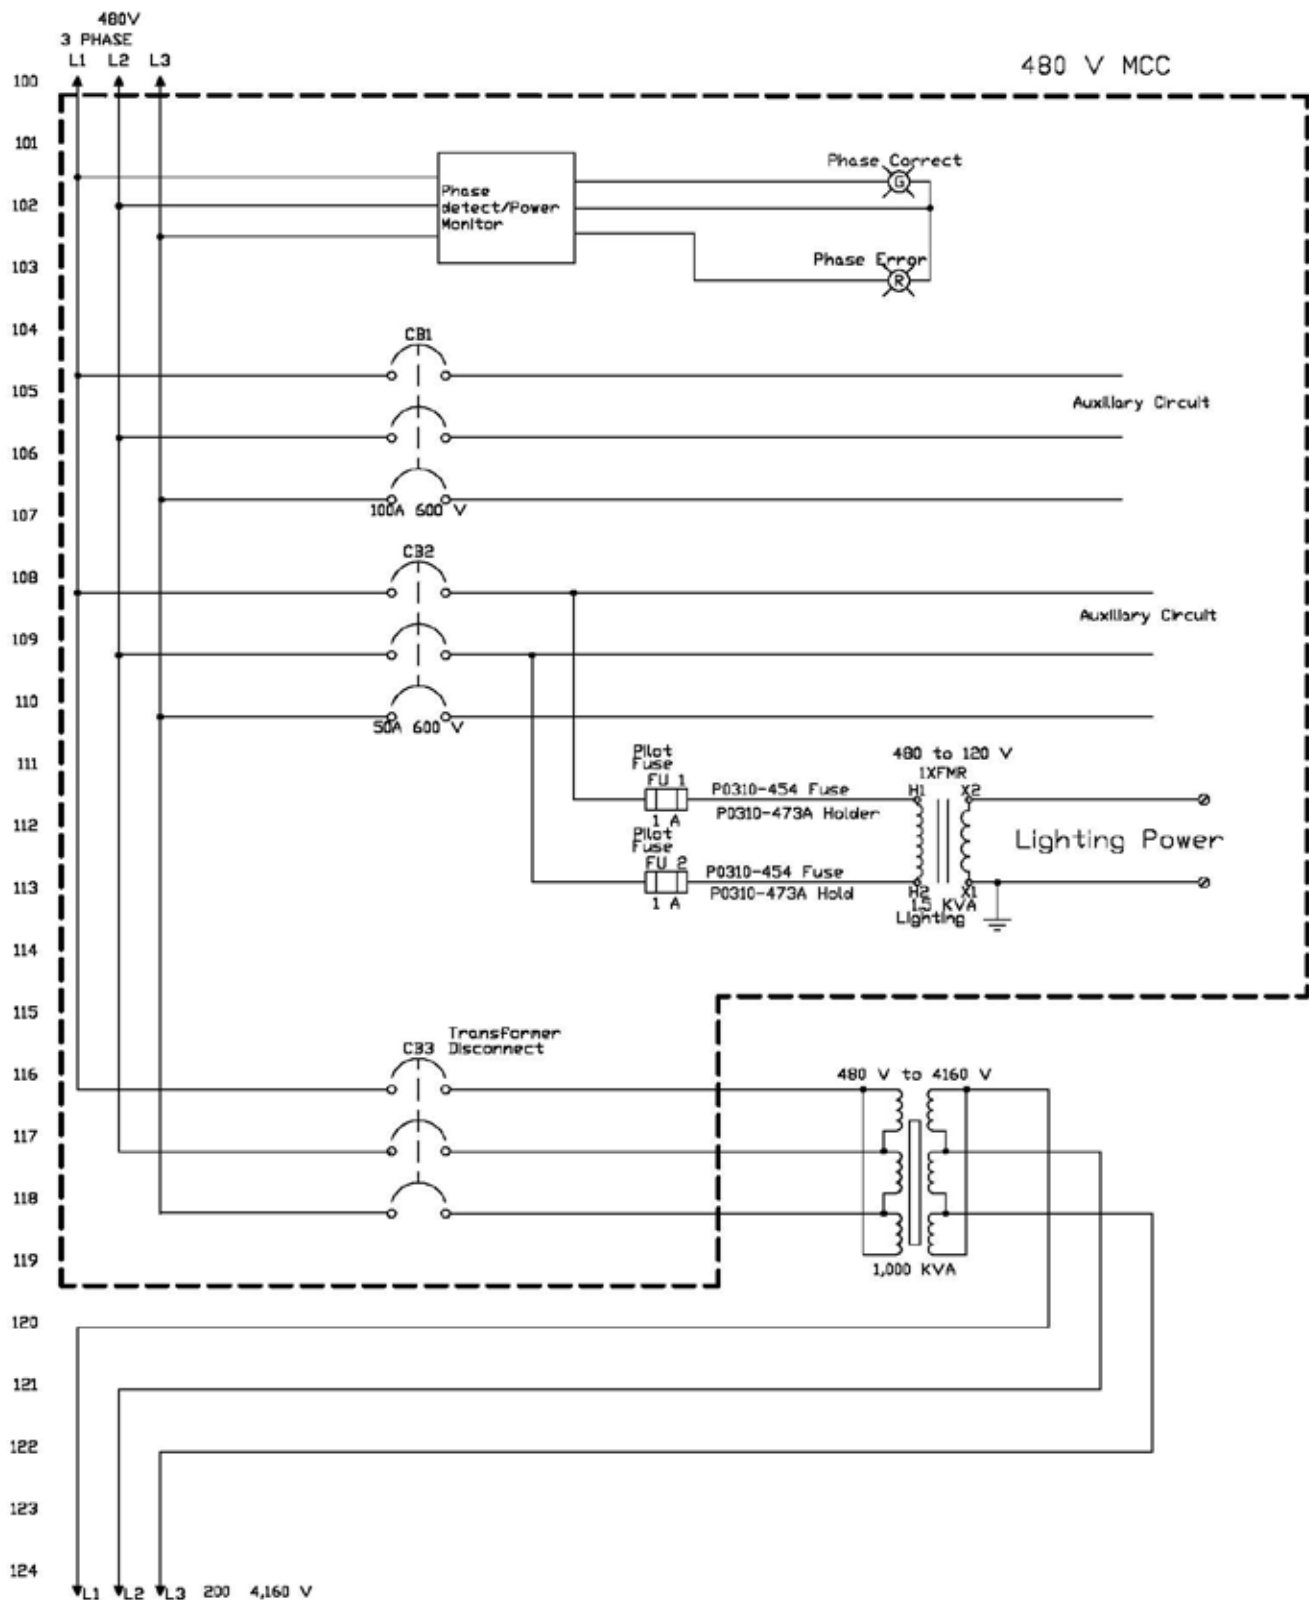 480V
3 PHASE
L1 L2 L3
480 V MCC
100
101
Phase Correct
G
Phase
detect/Power
Monitor
102
103
Phase Error
R
104
CB1
105
Auxiliary Circuit
106
107
100A 600 V
CB2
108
109
Auxiliary Circuit
110
50A 600 V
111
Pilot
Fuse
FU 1
1 A
P0310-454 Fuse
P0310-473A Holder
480 to 120 V
1XFMR
H1 X2
112
Lighting Power
Pilot
Fuse
FU 2
1 A
P0310-454 Fuse
P0310-473A Hold
113
H2 X1
1.5 KVA
Lighting
114
115
CB3
Transformer
Disconnect
116
480 V to 4160 V
117
118
119
1,000 KVA
120
121
122
123
124
L1 L2 L3 200 4,160 V